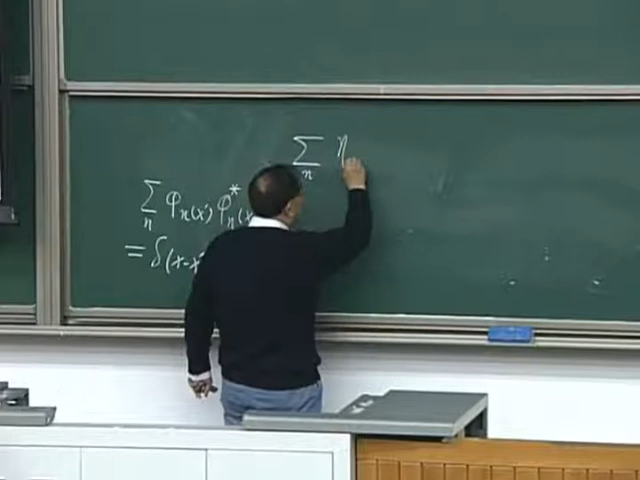 ∑ₙ η
∑ₙ φₙ(x) φₙ*(x
= δ(x-x